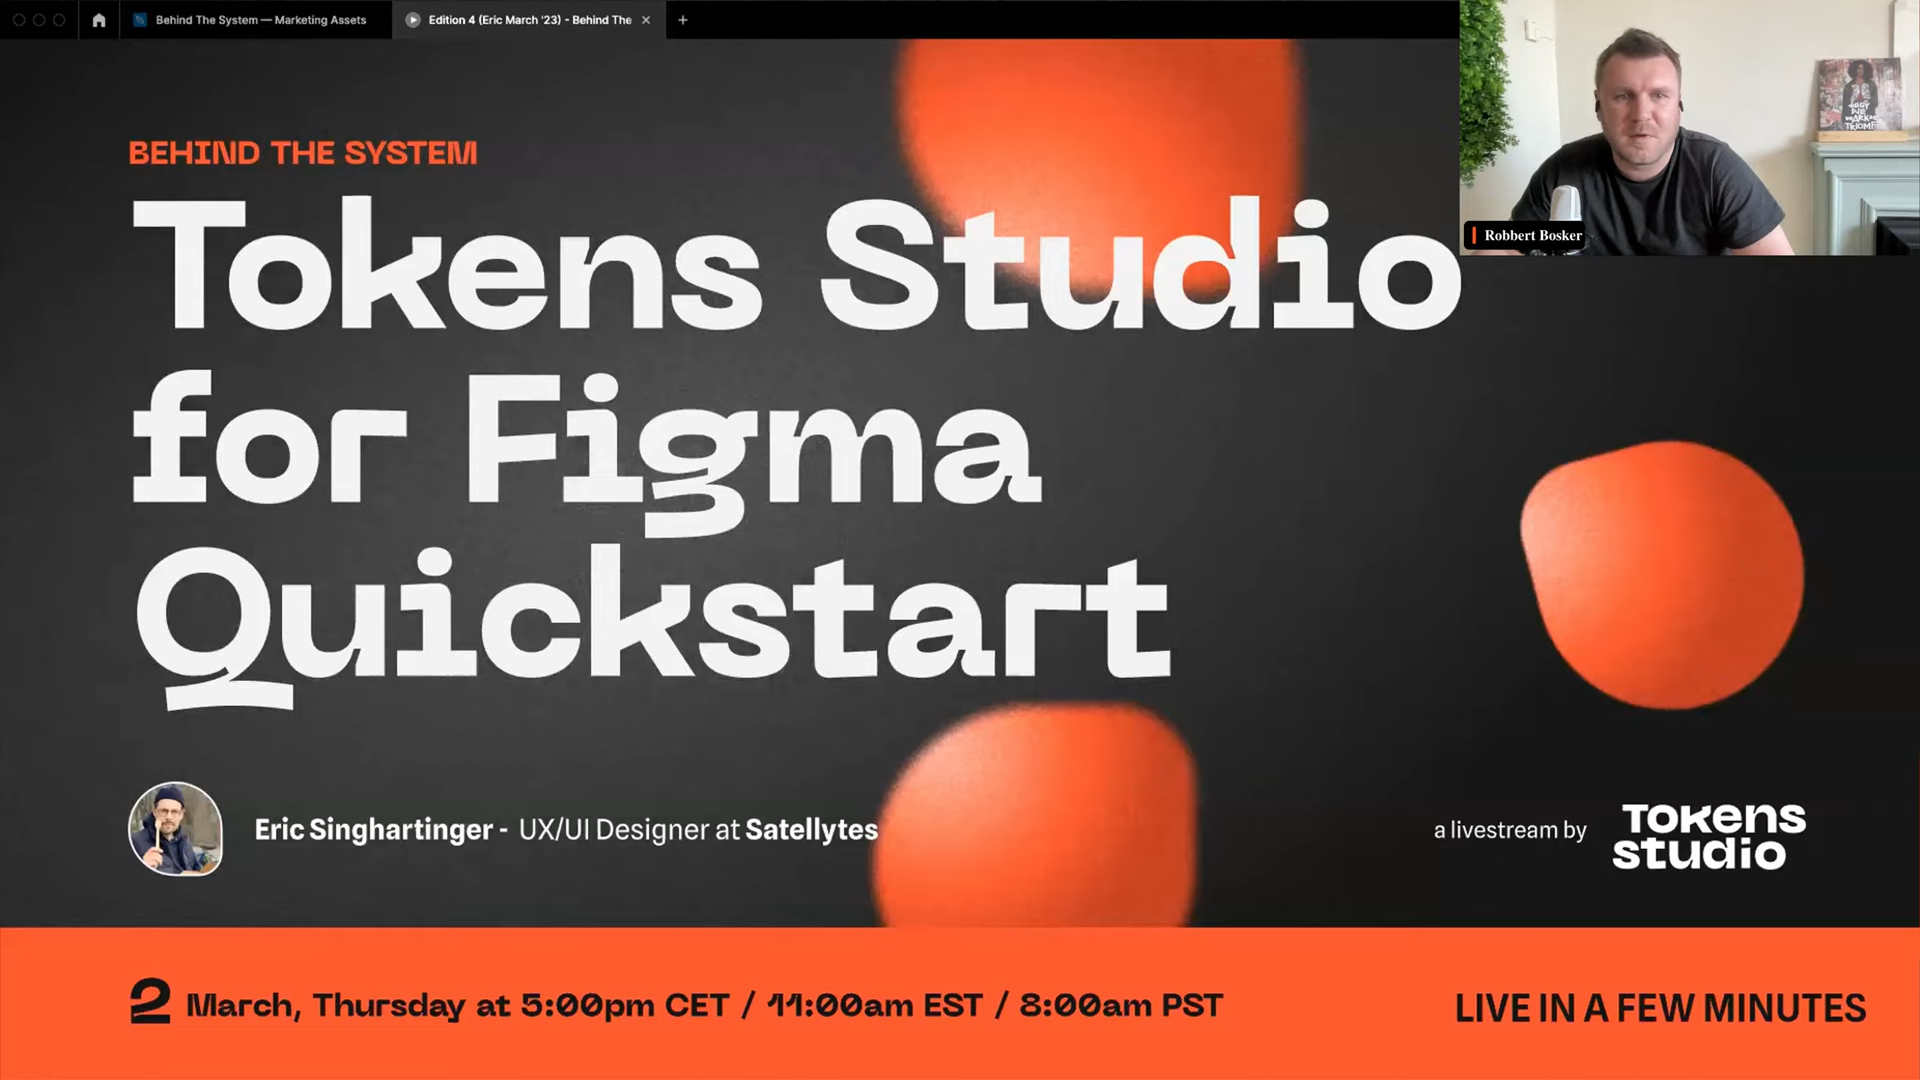 Behind The System — Marketing Assets
Edition 4 (Eric March '23) - Behind The
BEHIND THE SYSTEM
Tokens Studio
for Figma
Quickstart
Robbert Bosker
Eric Singhartinger - UX/UI Designer at Satellytes
a livestream by
Tokens
studio
2 March, Thursday at 5:00pm CET / 11:00am EST / 8:00am PST
LIVE IN A FEW MINUTES